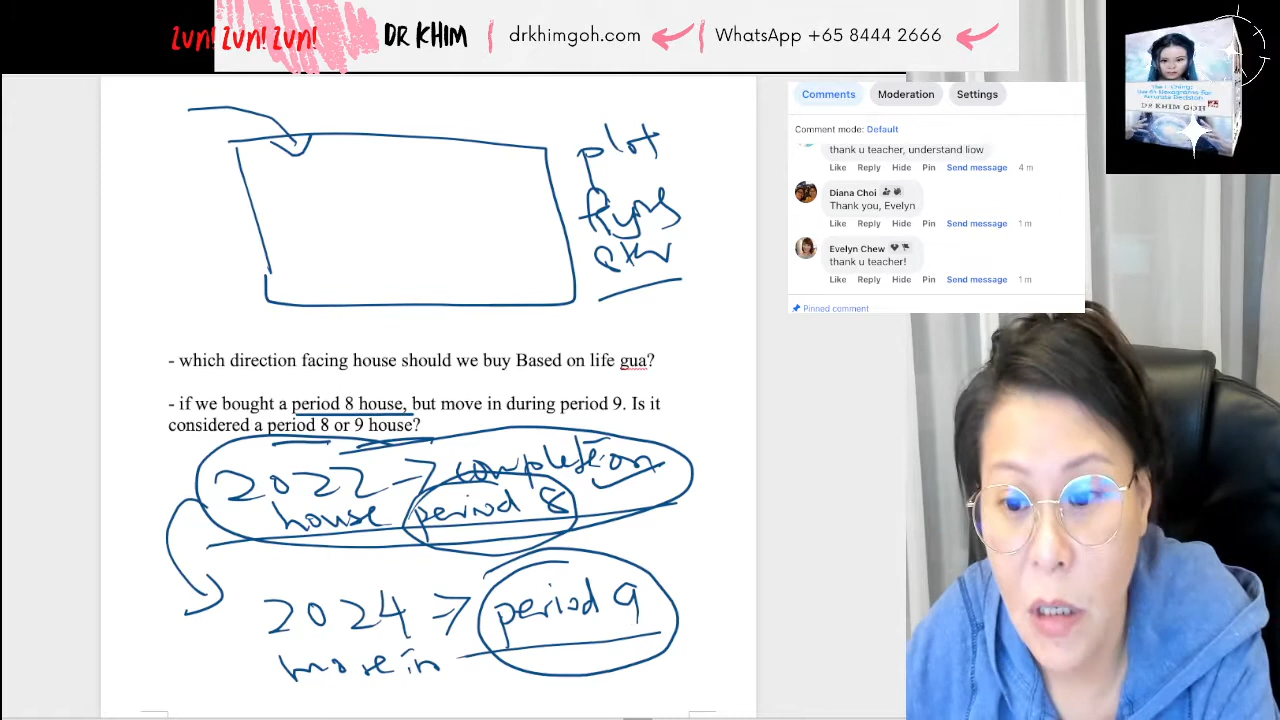 2un! 2un! 2un! DR KHIM drkhimgoh.com WhatsApp +65 8444 2666
The I Ching:
DR KHIM GOH
Comments Moderation Settings
Comment mode: Default
thank u teacher, understand liow
Like Reply Hide Pin Send message 4 m
Diana Choi
Thank you, Evelyn
Like Reply Hide Pin Send message 1 m
Evelyn Chew
thank u teacher!
Like Reply Hide Pin Send message 1 m
Pinned comment
plot
- which direction facing house should we buy Based on life gua?
- if we bought a period 8 house, but move in during period 9. Is it
considered a period 8 or 9 house?
2022 → completion
house period 8
2024 → period 9
move in